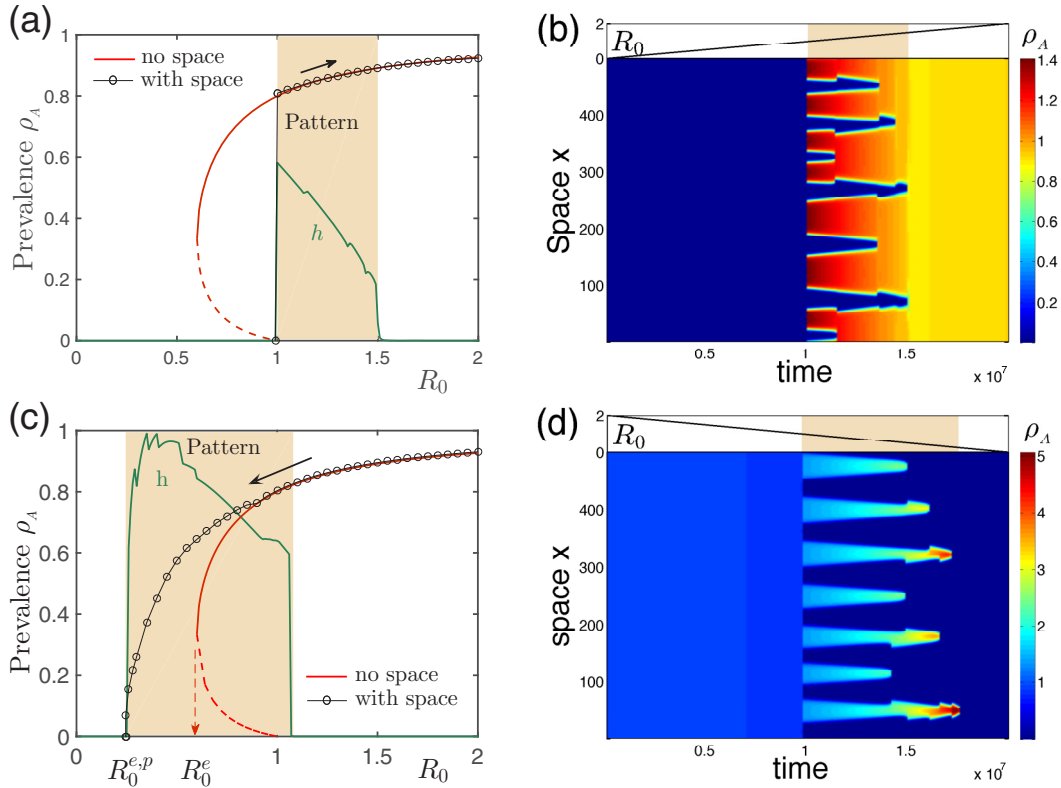 (a)
1
0.8
0.6
0.4
0.2
0
Prevalence ρ_A
no space
with space
Pattern
h
0 0.5 1 1.5 2
R_0
(b)
2
0
R_0
ρ_A
400
300
200
100
Space x
0.5 1 1.5
time
x 10^7
1.4
1.2
1
0.8
0.6
0.4
0.2
(c)
1
0.8
0.6
0.4
0.2
0
Prevalence ρ_A
Pattern
h
no space
with space
0 1 1.5 2
R_0^{e,p} R_0^e R_0
(d)
2
0
R_0
ρ_A
400
300
200
100
space x
0.5 1 1.5
time
x 10^7
5
4
3
2
1
0